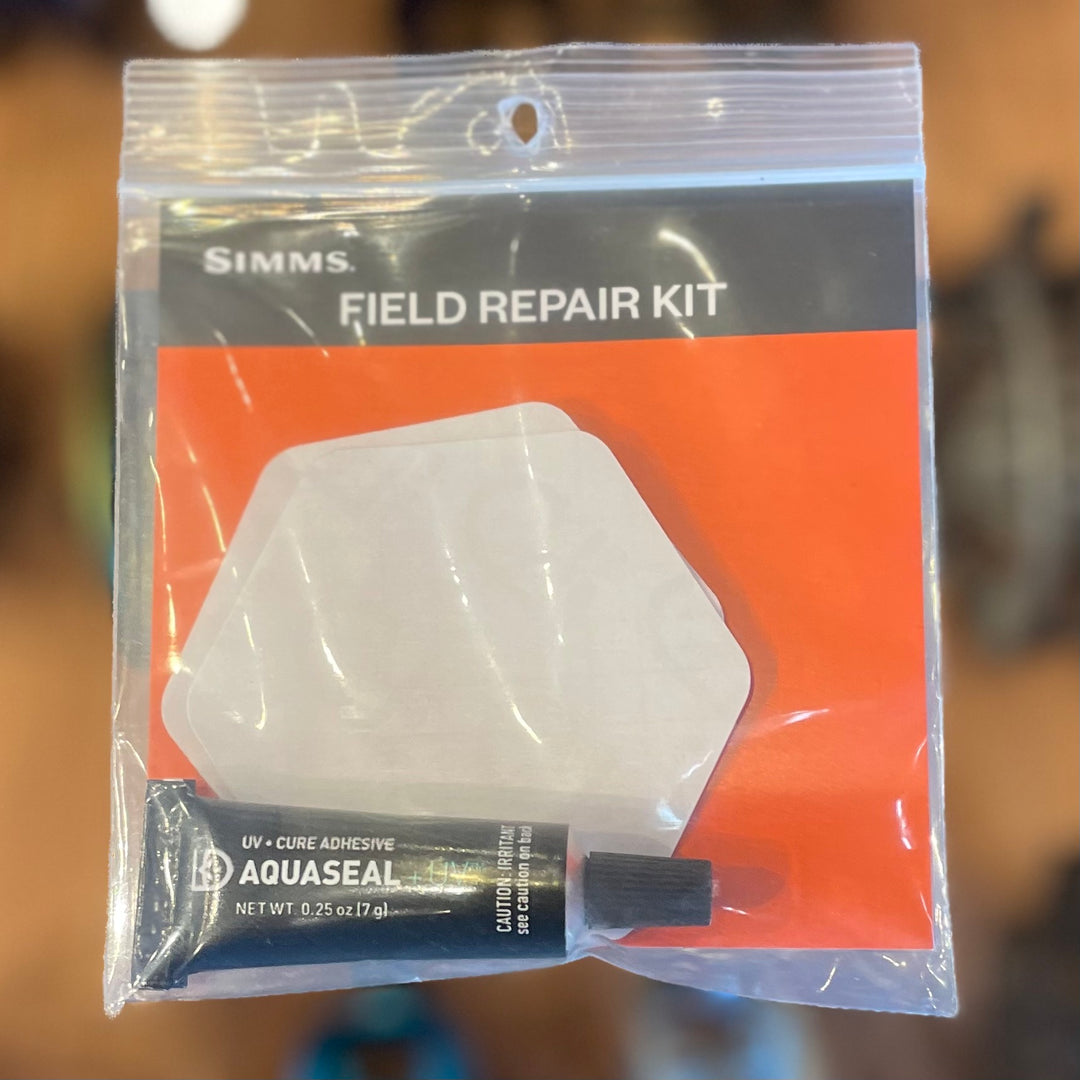 SIMMS.
FIELD REPAIR KIT
UV • CURE ADHESIVE
AQUASEAL +UV™
NET WT. 0.25 oz (7 g)
CAUTION: IRRITANT
see caution on back